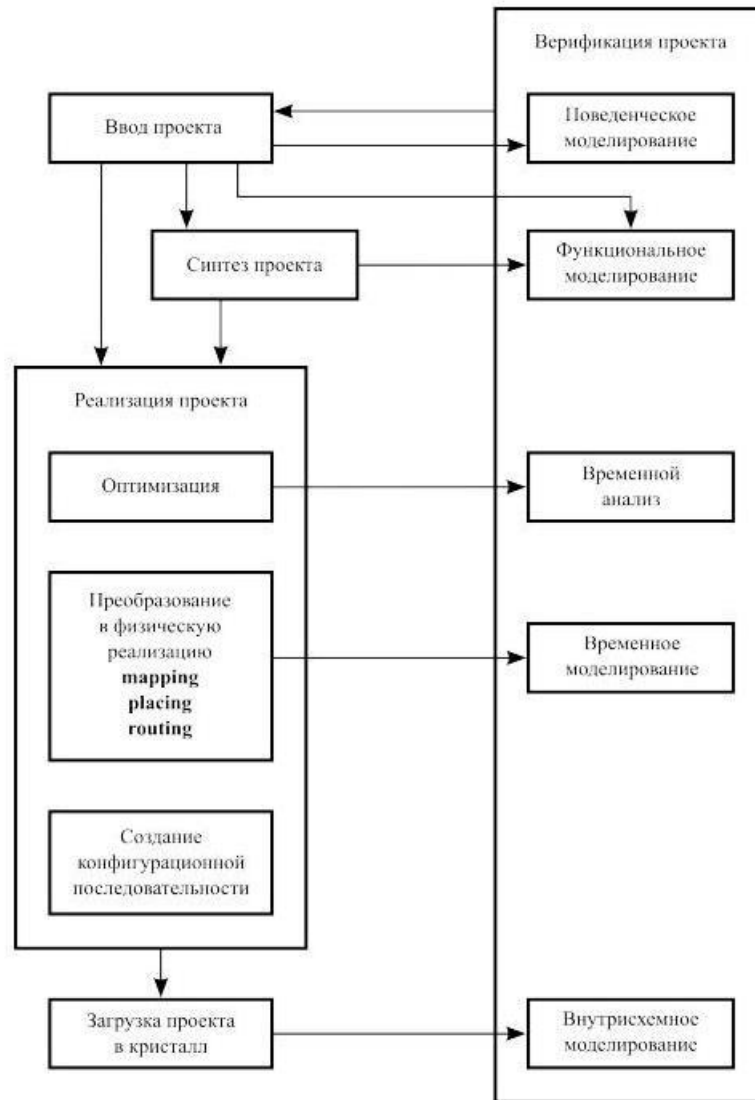 Верификация проекта
Ввод проекта
Поведенческое
моделирование
Синтез проекта
Функциональное
моделирование
Реализация проекта
Оптимизация
Временной
анализ
Преобразование
в физическую
реализацию
mapping
placing
routing
Временное
моделирование
Создание
конфигурационной
последовательности
Загрузка проекта
в кристалл
Внутрисхемное
моделирование